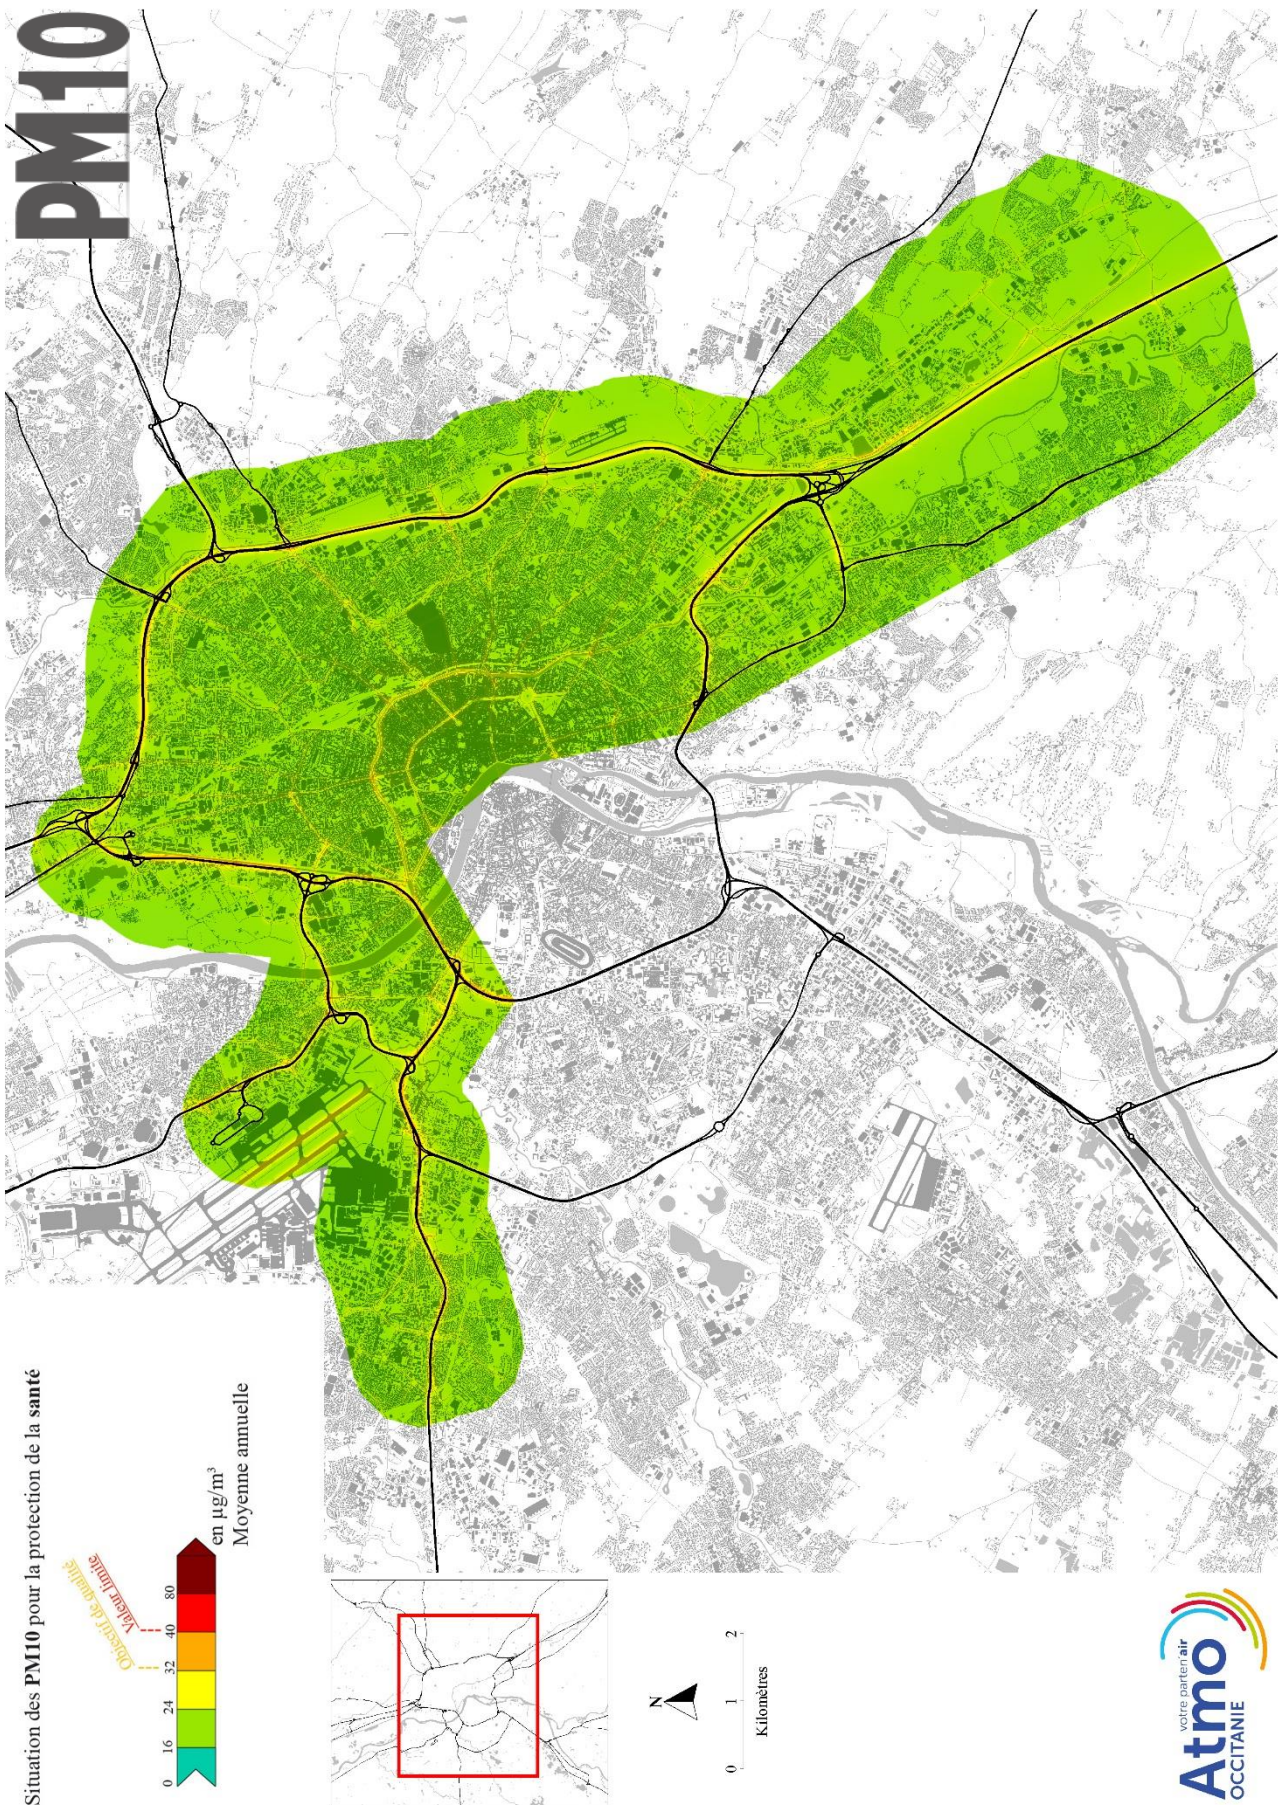 PM10
Situation des PM10 pour la protection de la santé
Objectif de qualité
Valeur limite
0 16 24 32 40 80
en µg/m³
Moyenne annuelle
N
0 1 2
Kilomètres
votre parten'air
Atmo
OCCITANIE